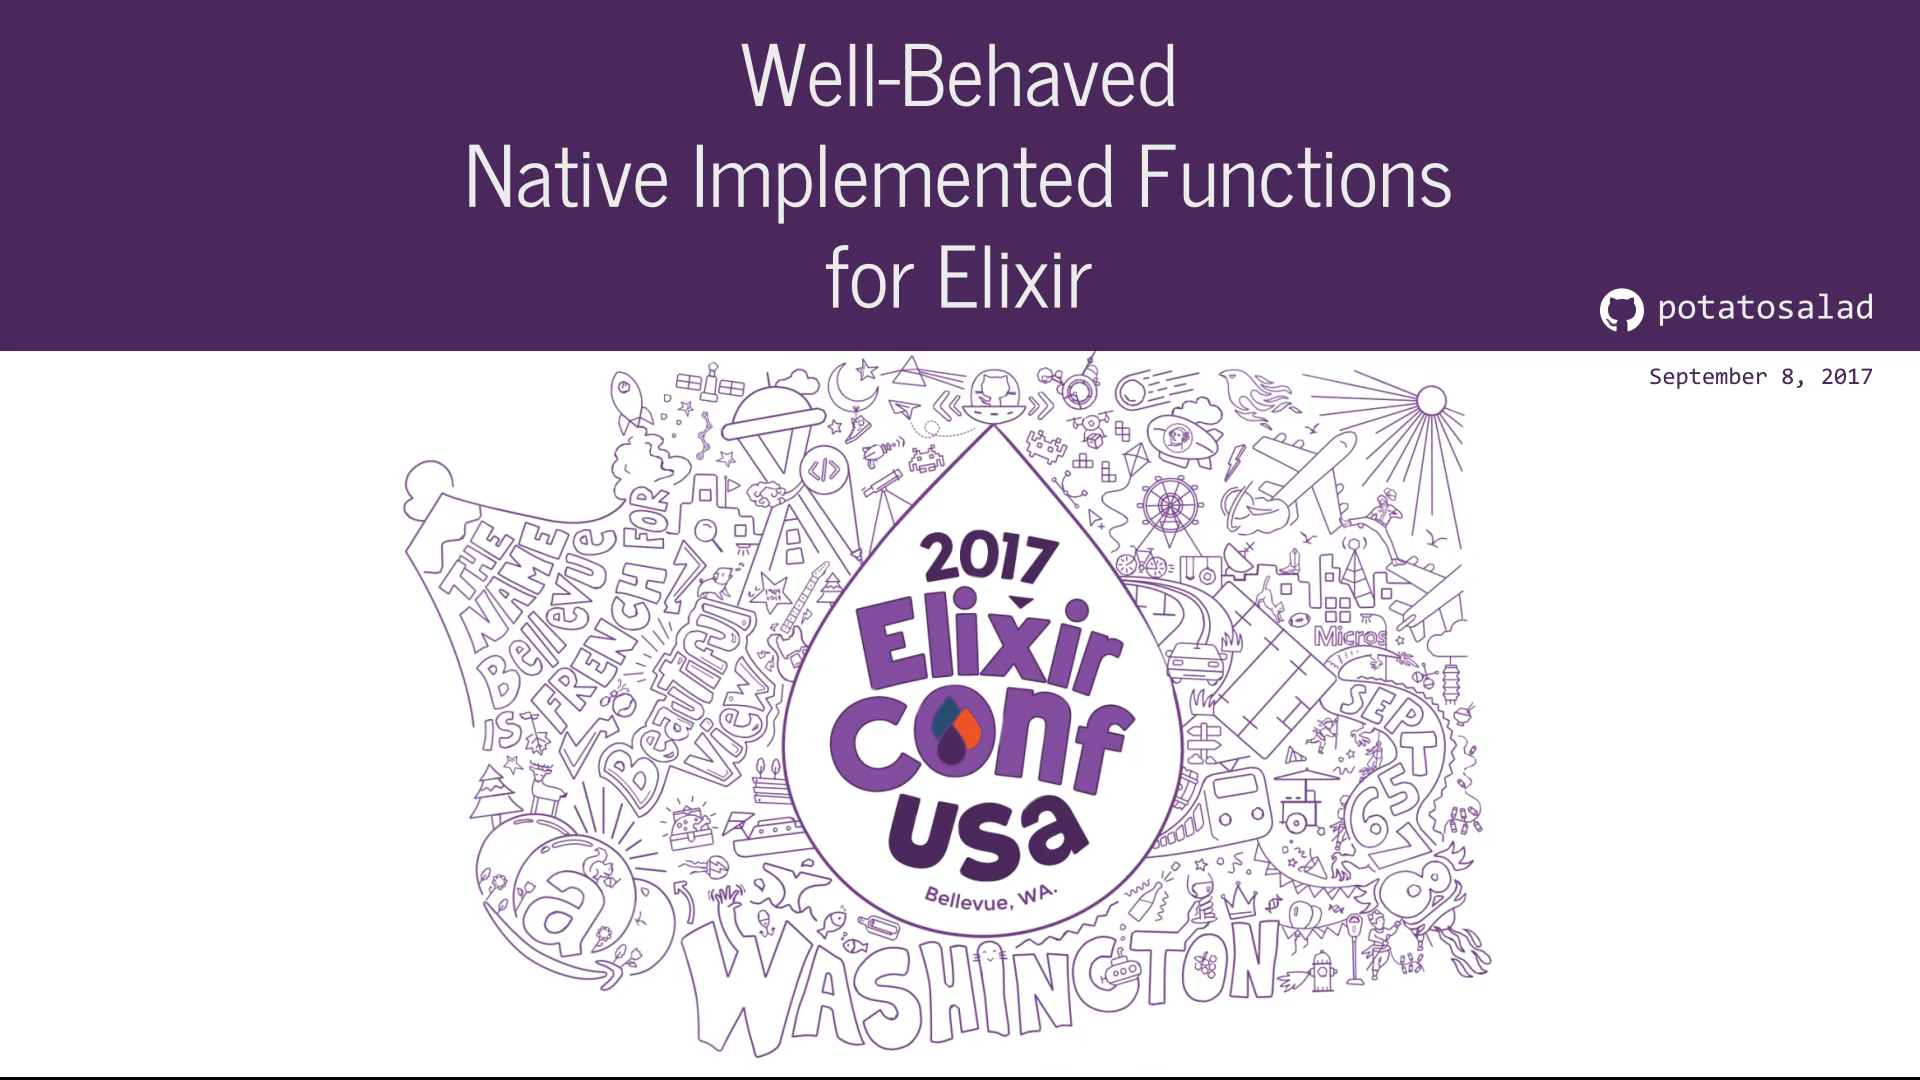 Well-Behaved
Native Implemented Functions
for Elixir
potatosalad
September 8, 2017
</>
THE
NAME
Bellevue
IS
FRENCH FOR
Beautiful
View
2017
Elixir
Conf
USA
Bellevue, WA.
Micros
SEPT
5
6
7
8
a
WASHINGTON